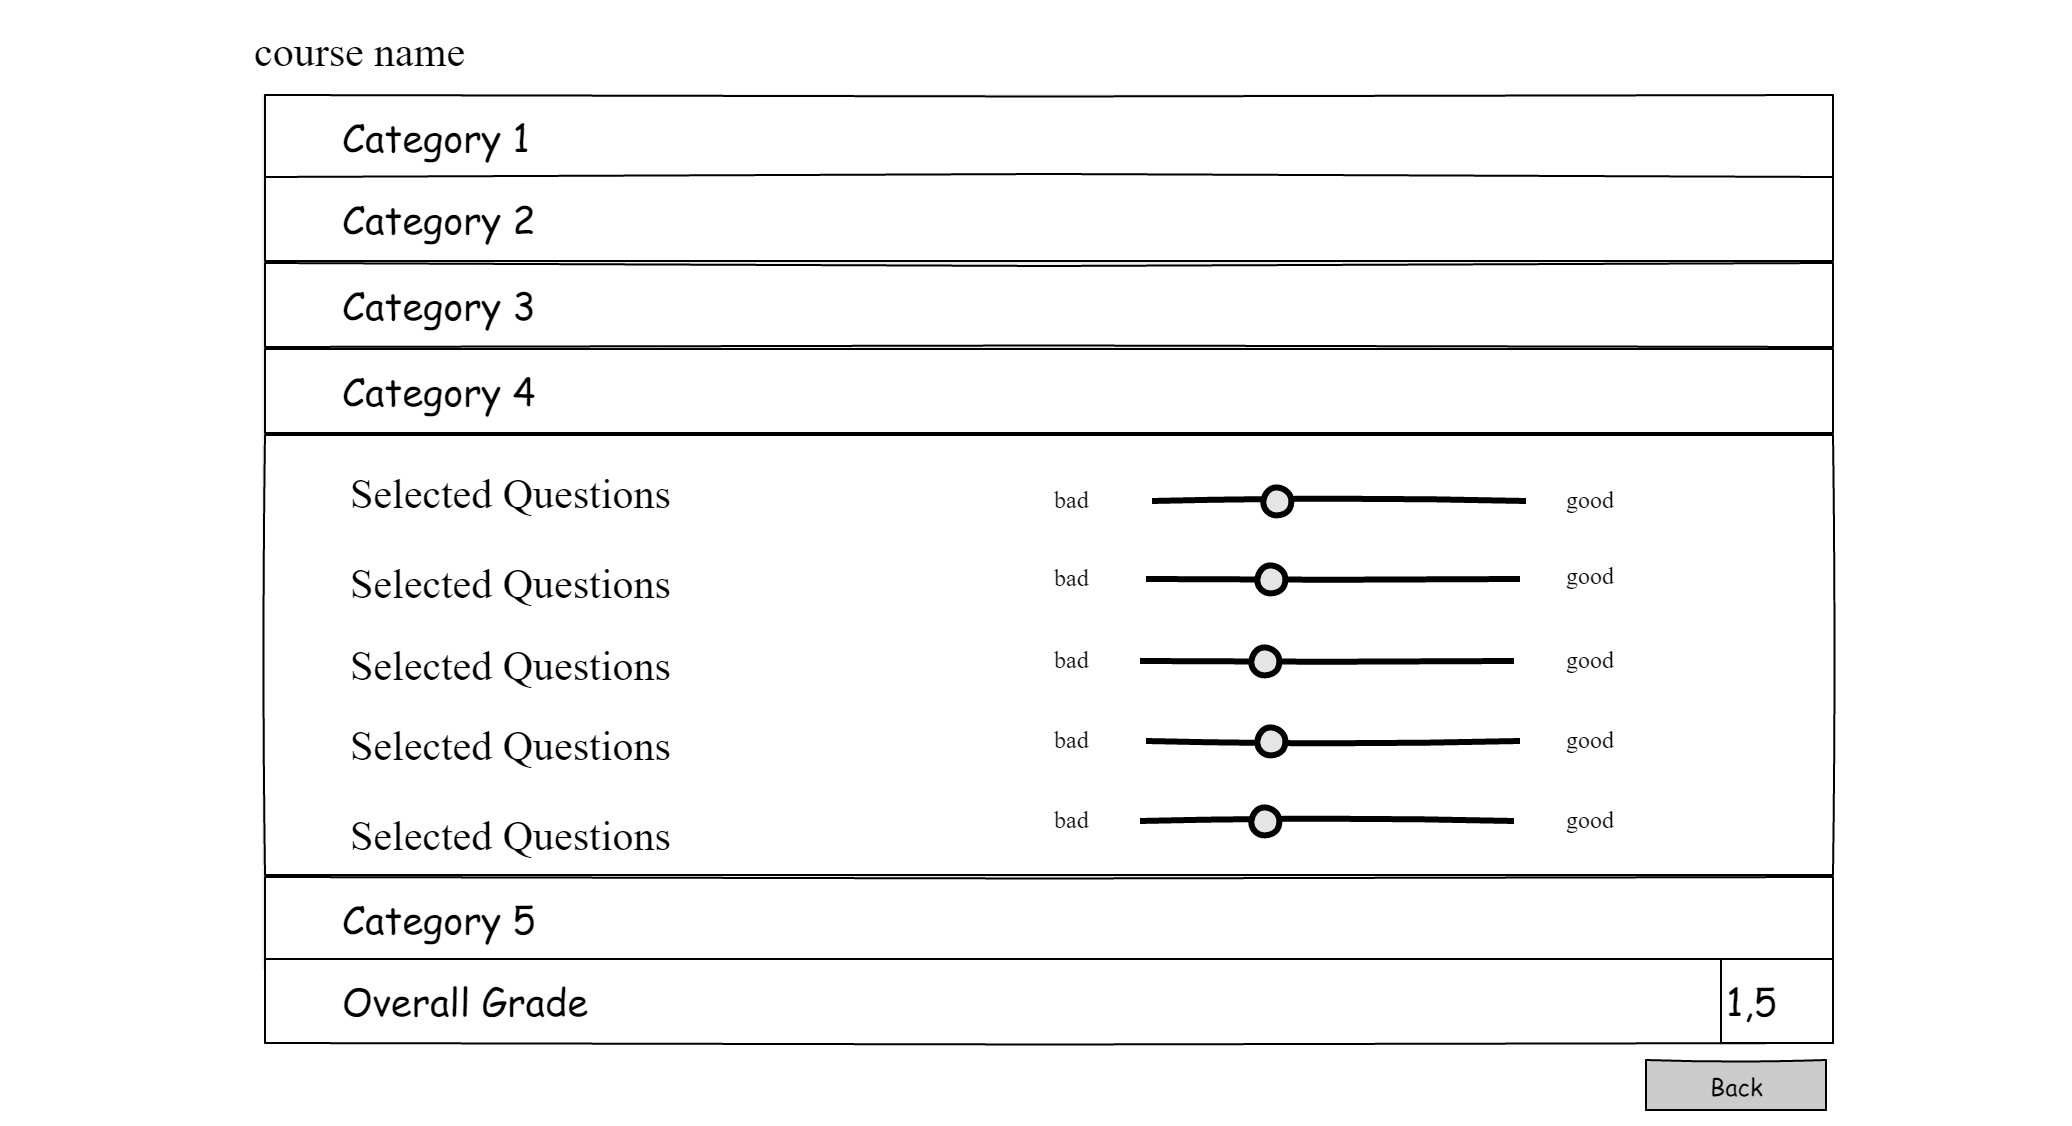 course name
Category 1
Category 2
Category 3
Category 4
Selected Questions bad good
Selected Questions bad good
Selected Questions bad good
Selected Questions bad good
Selected Questions bad good
Category 5
Overall Grade 1,5
Back